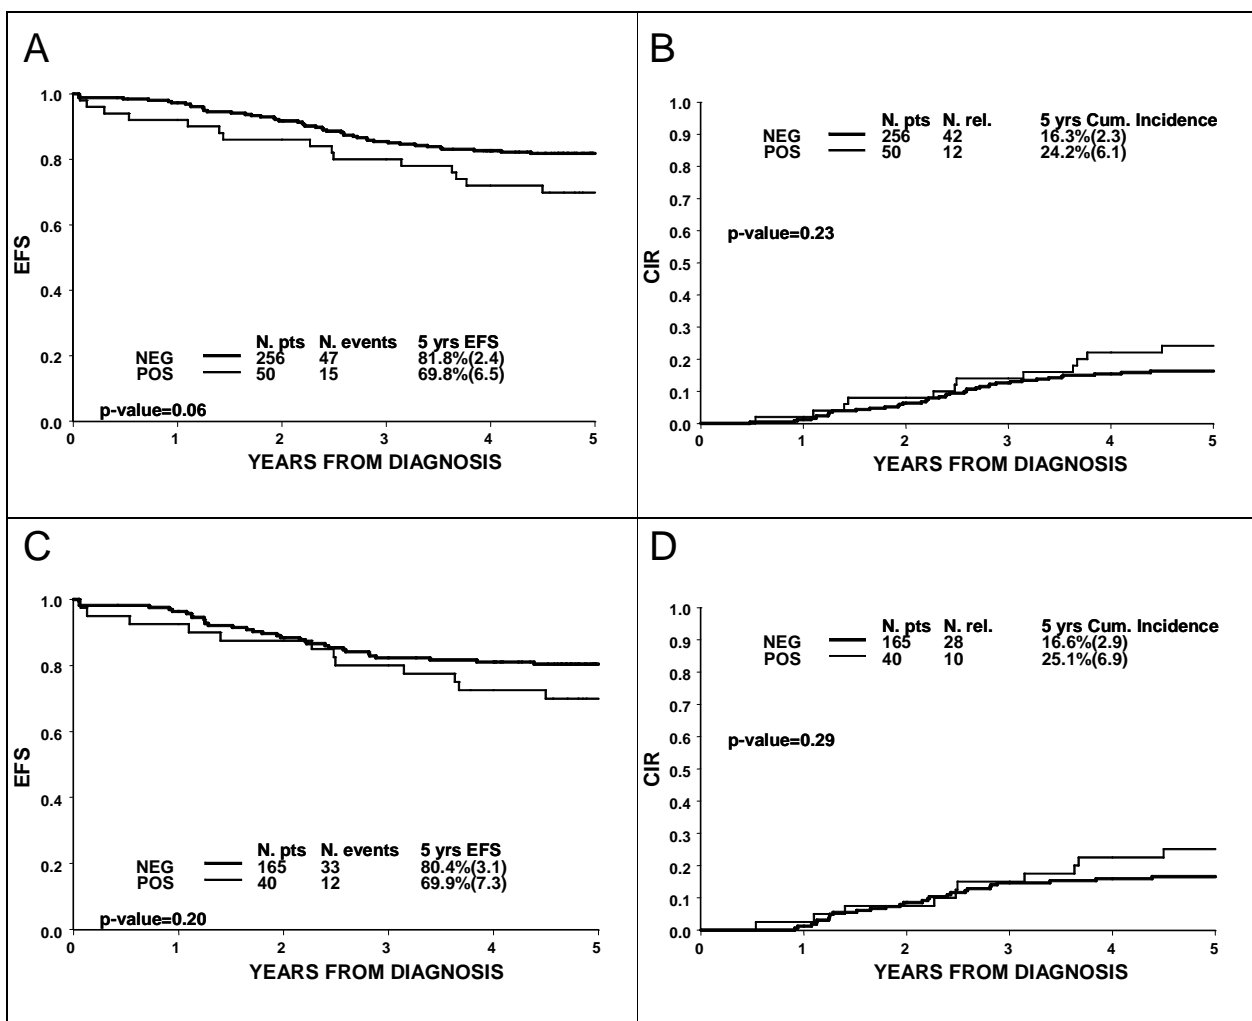 A
1.0
0.8
0.6
0.4
0.2
0.0
EFS
N. pts N. events 5 yrs EFS
NEG 256 47 81.8%(2.4)
POS 50 15 69.8%(6.5)
p-value=0.06
0 1 2 3 4 5
YEARS FROM DIAGNOSIS
B
1.0
0.9
0.8
0.7
0.6
0.5
0.4
0.3
0.2
0.1
0.0
CIR
N. pts N. rel. 5 yrs Cum. Incidence
NEG 256 42 16.3%(2.3)
POS 50 12 24.2%(6.1)
p-value=0.23
0 1 2 3 4 5
YEARS FROM DIAGNOSIS
C
1.0
0.8
0.6
0.4
0.2
0.0
EFS
N. pts N. events 5 yrs EFS
NEG 165 33 80.4%(3.1)
POS 40 12 69.9%(7.3)
p-value=0.20
0 1 2 3 4 5
YEARS FROM DIAGNOSIS
D
1.0
0.9
0.8
0.7
0.6
0.5
0.4
0.3
0.2
0.1
0.0
CIR
N. pts N. rel. 5 yrs Cum. Incidence
NEG 165 28 16.6%(2.9)
POS 40 10 25.1%(6.9)
p-value=0.29
0 1 2 3 4 5
YEARS FROM DIAGNOSIS